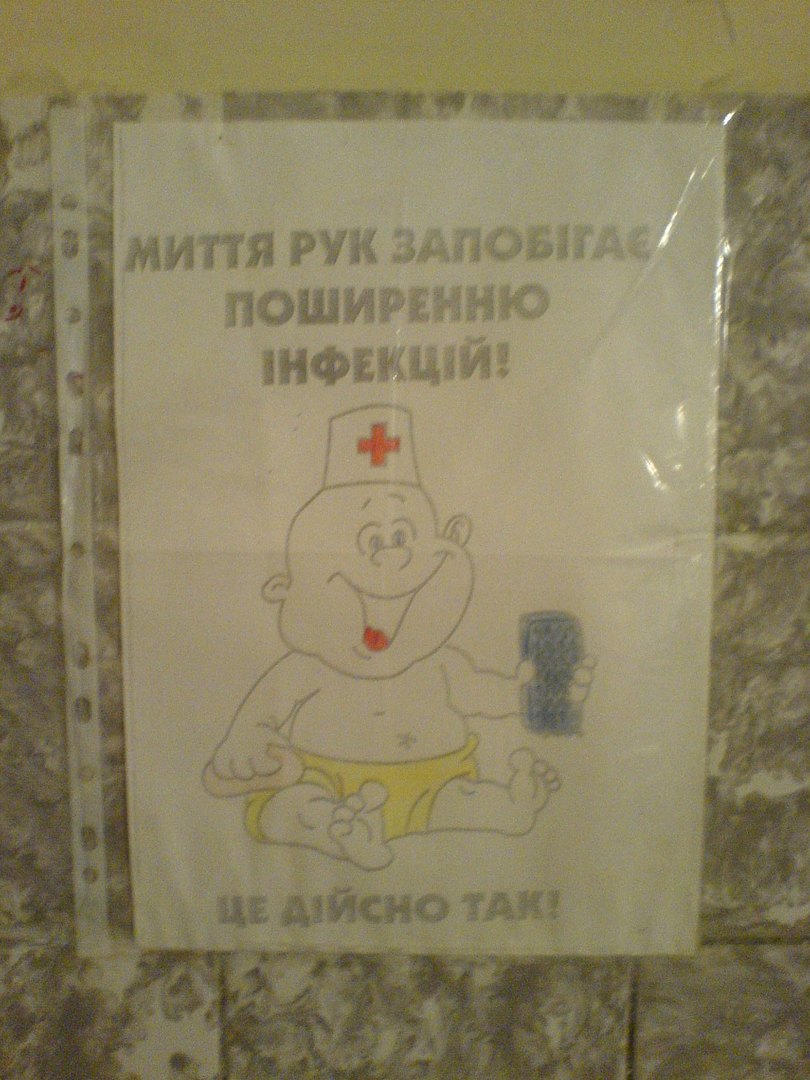 МИТТЯ РУК ЗАПОБІГАЄ
ПОШИРЕННЮ
ІНФЕКЦІЙ!
ЦЕ ДІЙСНО ТАК!